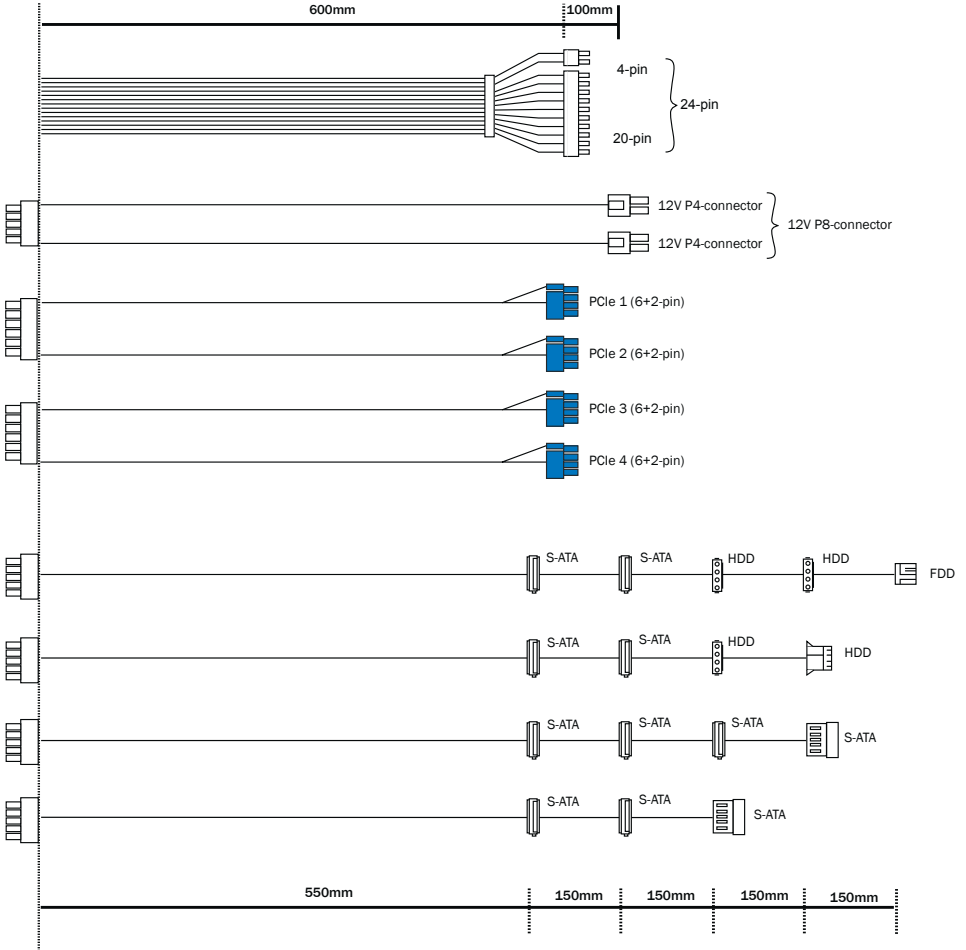 600mm 100mm
4-pin
24-pin
20-pin
12V P4-connector
12V P8-connector
12V P4-connector
PCIe 1 (6+2-pin)
PCIe 2 (6+2-pin)
PCIe 3 (6+2-pin)
PCIe 4 (6+2-pin)
S-ATA S-ATA HDD HDD
FDD
S-ATA S-ATA HDD
HDD
S-ATA S-ATA S-ATA
S-ATA
S-ATA S-ATA
S-ATA
550mm 150mm 150mm 150mm 150mm